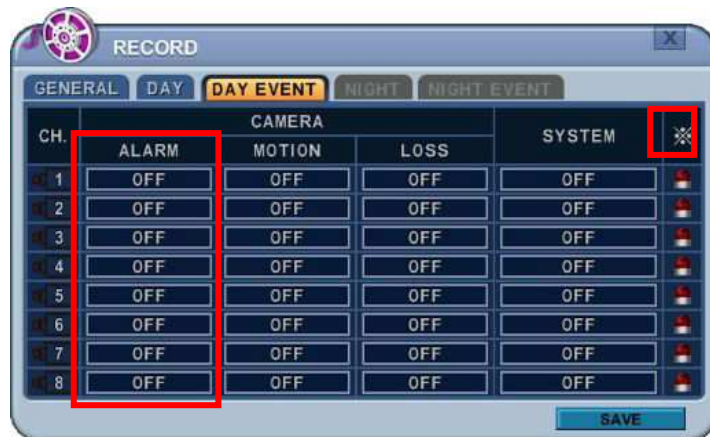 RECORD X
GENERAL DAY DAY EVENT NIGHT NIGHT EVENT
CH. CAMERA SYSTEM ※
ALARM MOTION LOSS
1 OFF OFF OFF OFF
2 OFF OFF OFF OFF
3 OFF OFF OFF OFF
4 OFF OFF OFF OFF
5 OFF OFF OFF OFF
6 OFF OFF OFF OFF
7 OFF OFF OFF OFF
8 OFF OFF OFF OFF
SAVE